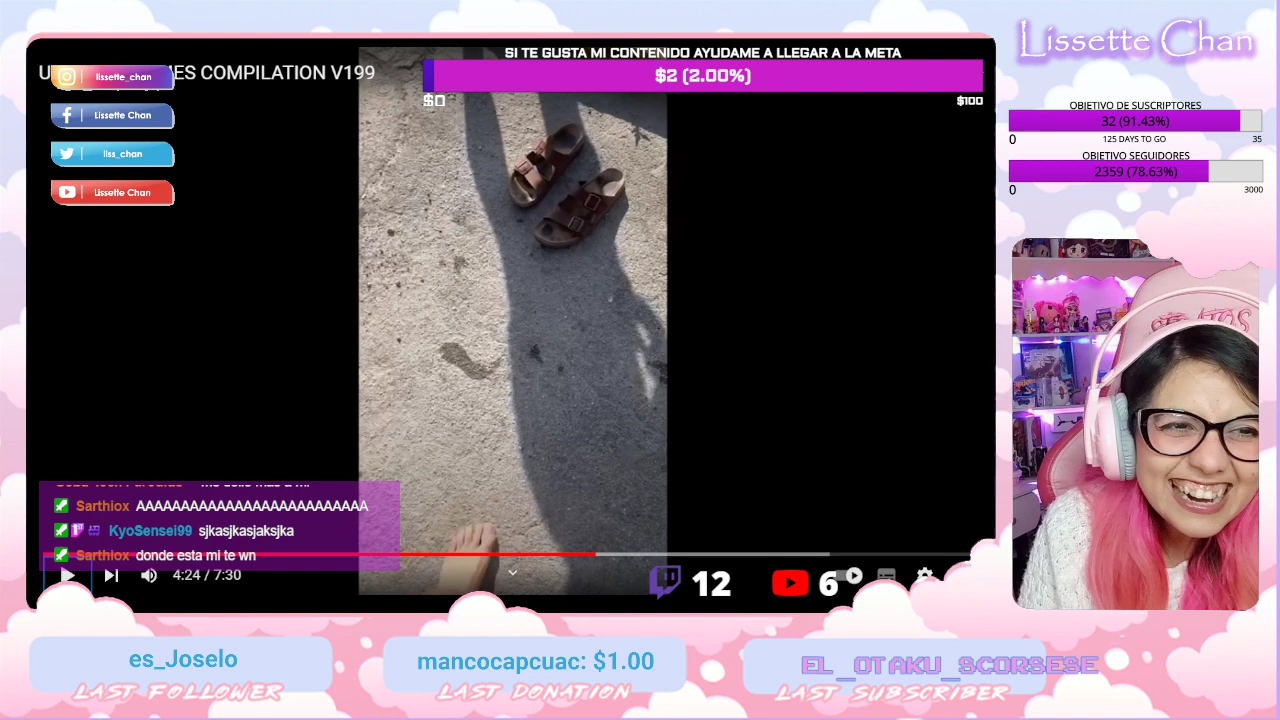 Lissette Chan
SI TE GUSTA MI CONTENIDO AYUDAME A LLEGAR A LA META
$2 (2.00%)
$0
$100
ES COMPILATION V199
lissette_chan
Lissette Chan
liss_chan
Lissette Chan
OBJETIVO DE SUSCRIPTORES
32 (91.43%)
0
125 DAYS TO GO
35
OBJETIVO SEGUIDORES
2359 (78.63%)
0
3000
Sarthiox AAAAAAAAAAAAAAAAAAAAAAAAAAA
KyoSensei99 sjkasjkasjaksjka
Sarthiox donde esta mi te wn
4:24 / 7:30
12
6
es_Joselo
LAST FOLLOWER
mancocapcuac: $1.00
LAST DONATION
EL_OTAKU_SCORSESE
LAST SUBSCRIBER